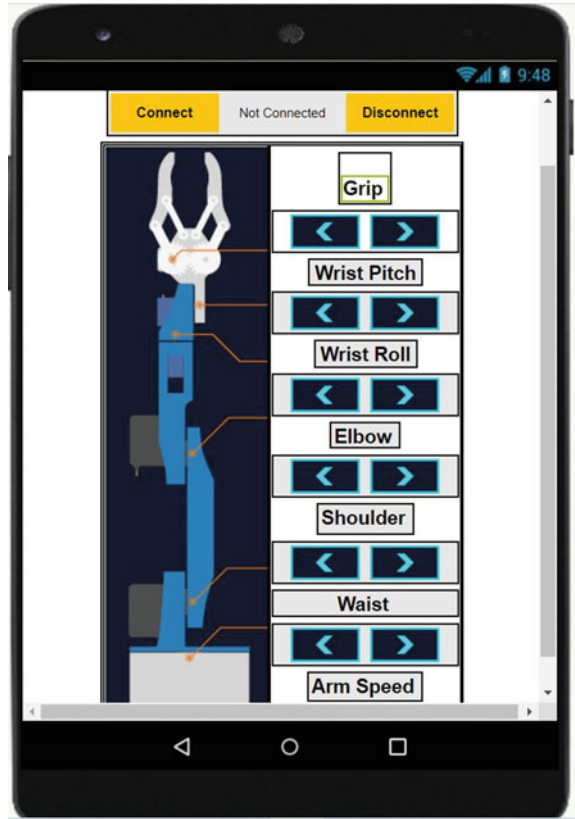 9:48
Connect Not Connected Disconnect
Grip
Wrist Pitch
Wrist Roll
Elbow
Shoulder
Waist
Arm Speed